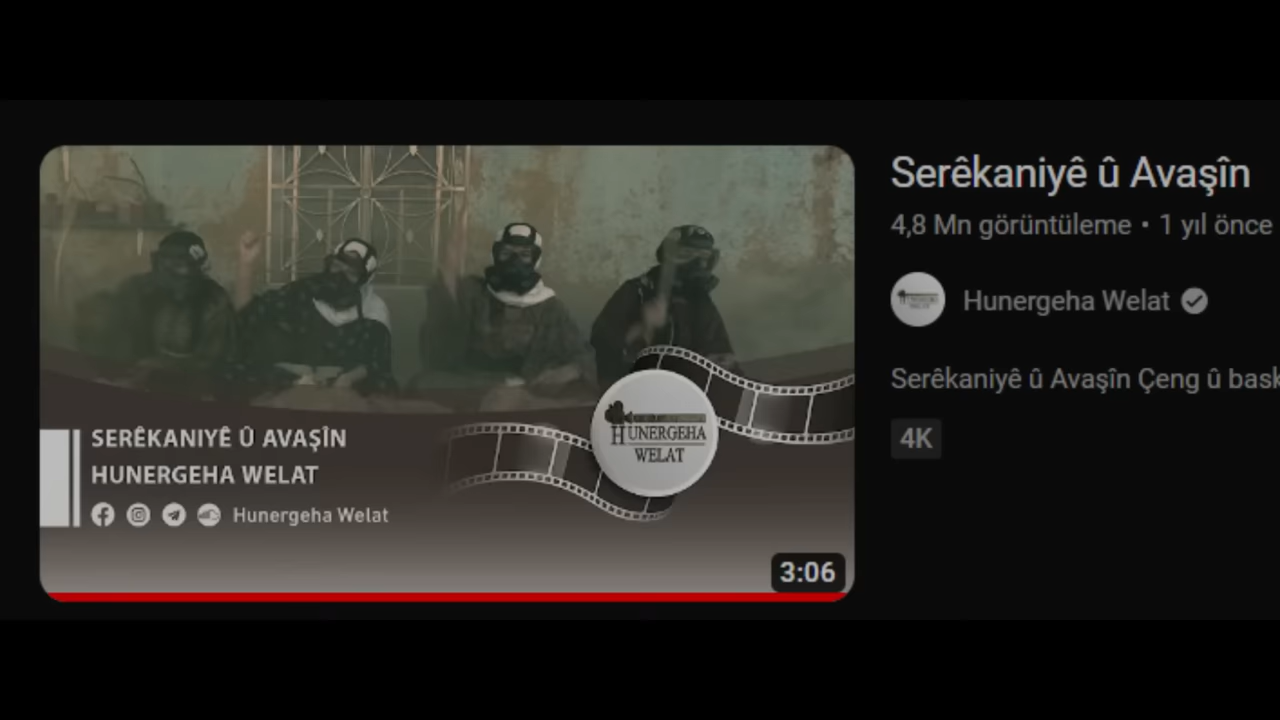 Serêkaniyê û Avaşîn
4,8 Mn görüntüleme • 1 yıl önce
Hunergeha Welat
Serêkaniyê û Avaşîn Çeng û bask
4K
SERÊKANIYÊ Û AVAŞÎN
HUNERGEHA WELAT
Hunergeha Welat
HUNERGEHA
WELAT
3:06